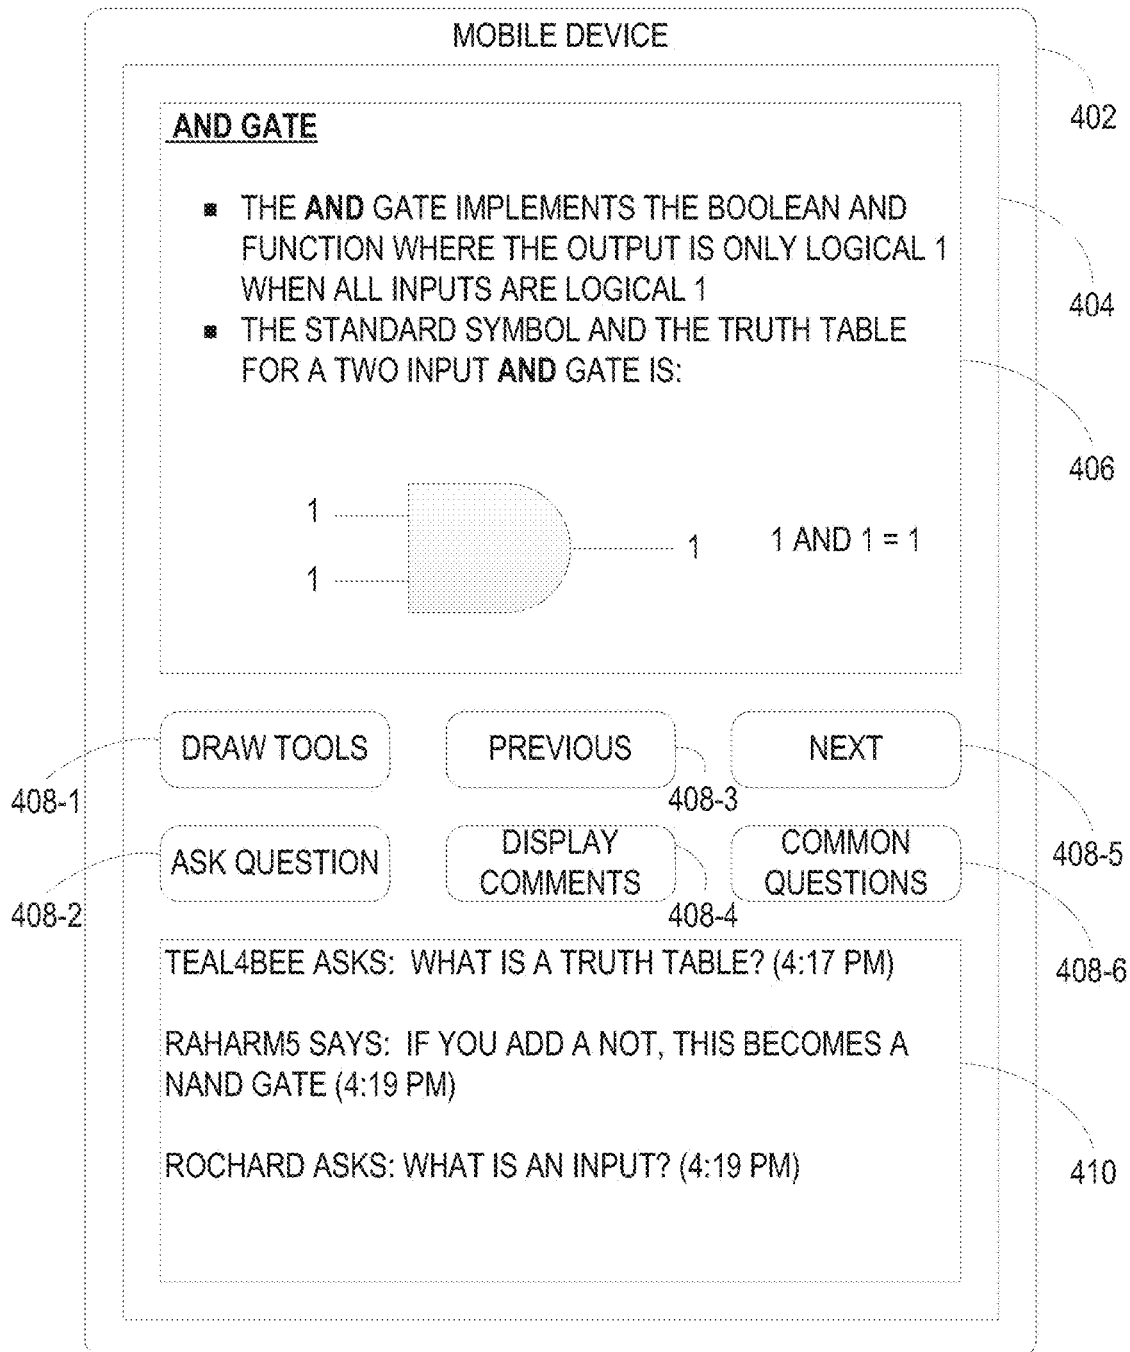 MOBILE DEVICE
402
AND GATE
▪ THE AND GATE IMPLEMENTS THE BOOLEAN AND
FUNCTION WHERE THE OUTPUT IS ONLY LOGICAL 1
WHEN ALL INPUTS ARE LOGICAL 1
404
▪ THE STANDARD SYMBOL AND THE TRUTH TABLE
FOR A TWO INPUT AND GATE IS:
406
1
1
1
1 AND 1 = 1
DRAW TOOLS
PREVIOUS
NEXT
408-1
408-3
408-5
ASK QUESTION
DISPLAY
COMMENTS
COMMON
QUESTIONS
408-2
408-4
408-6
TEAL4BEE ASKS: WHAT IS A TRUTH TABLE? (4:17 PM)
RAHARM5 SAYS: IF YOU ADD A NOT, THIS BECOMES A
NAND GATE (4:19 PM)
ROCHARD ASKS: WHAT IS AN INPUT? (4:19 PM)
410